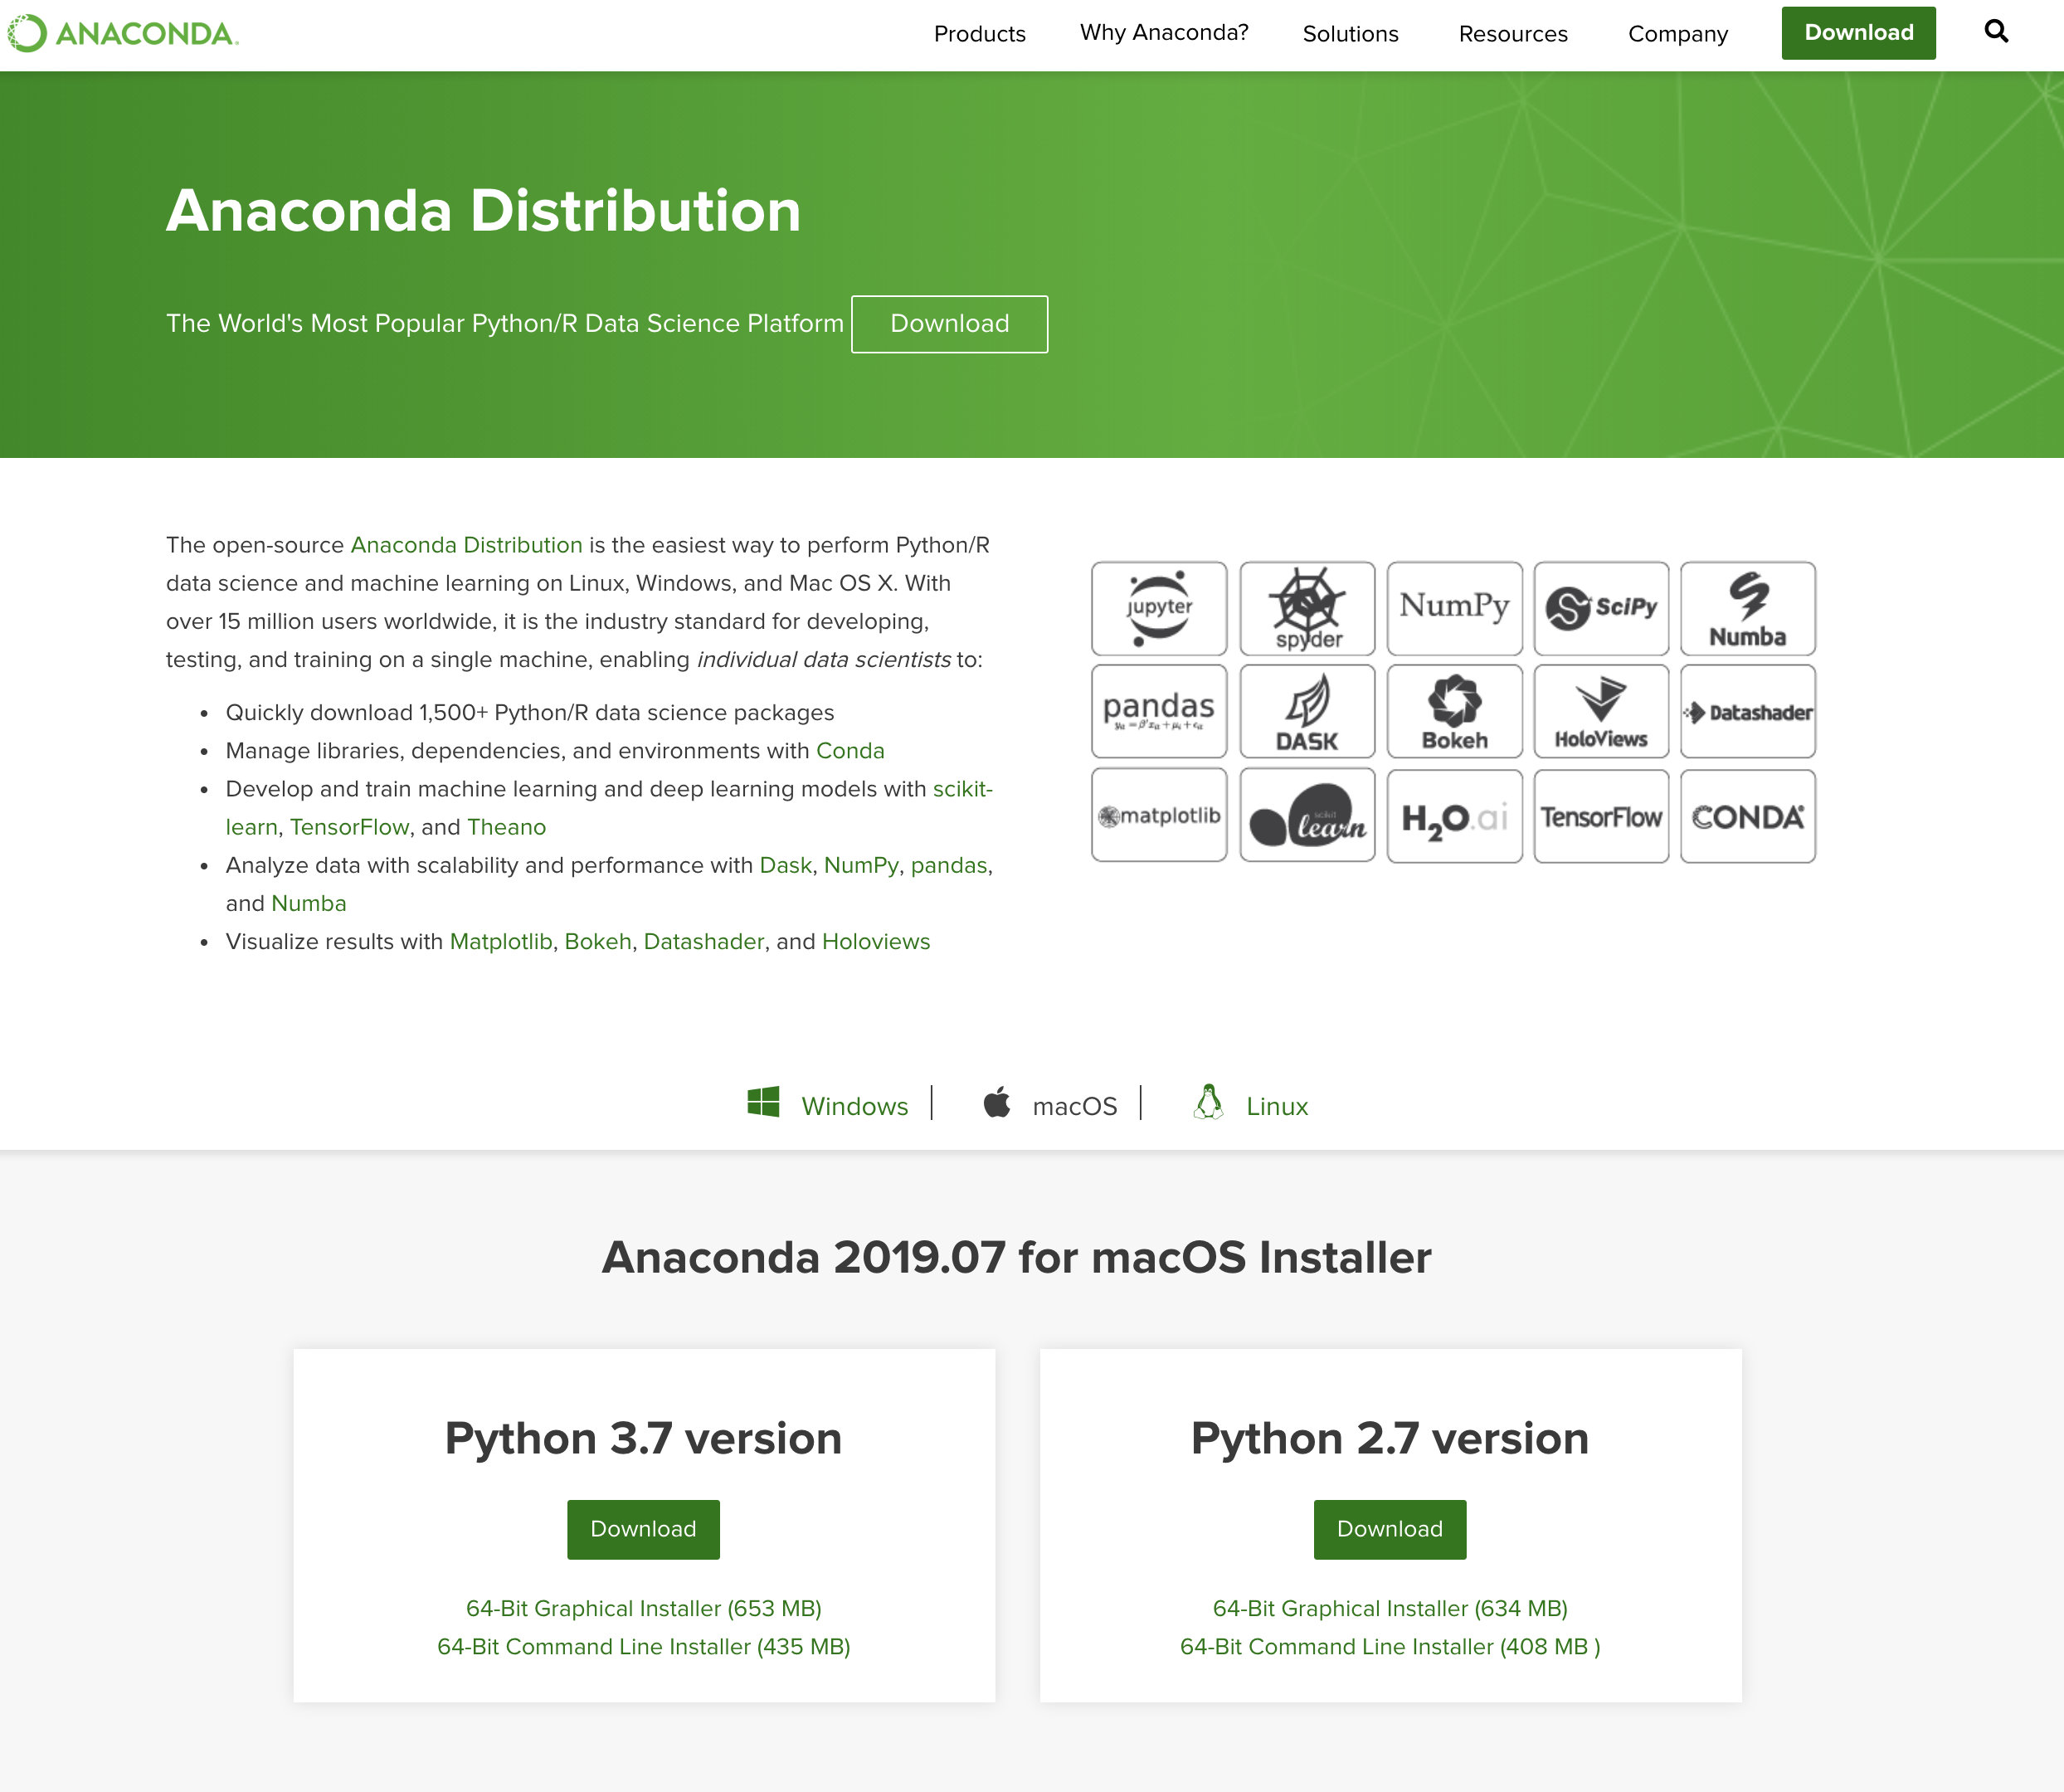 ANACONDA.
Products Why Anaconda? Solutions Resources Company Download
Anaconda Distribution
The World's Most Popular Python/R Data Science Platform Download
The open-source Anaconda Distribution is the easiest way to perform Python/R
data science and machine learning on Linux, Windows, and Mac OS X. With
over 15 million users worldwide, it is the industry standard for developing,
testing, and training on a single machine, enabling individual data scientists to:
• Quickly download 1,500+ Python/R data science packages
• Manage libraries, dependencies, and environments with Conda
• Develop and train machine learning and deep learning models with scikit-
learn, TensorFlow, and Theano
• Analyze data with scalability and performance with Dask, NumPy, pandas,
and Numba
• Visualize results with Matplotlib, Bokeh, Datashader, and Holoviews
jupyter spyder NumPy SciPy Numba
pandas DASK Bokeh HoloViews Datashader
matplotlib scikit learn H2O.ai TensorFlow CONDA
Windows | macOS | Linux
Anaconda 2019.07 for macOS Installer
Python 3.7 version
Download
64-Bit Graphical Installer (653 MB)
64-Bit Command Line Installer (435 MB)
Python 2.7 version
Download
64-Bit Graphical Installer (634 MB)
64-Bit Command Line Installer (408 MB )